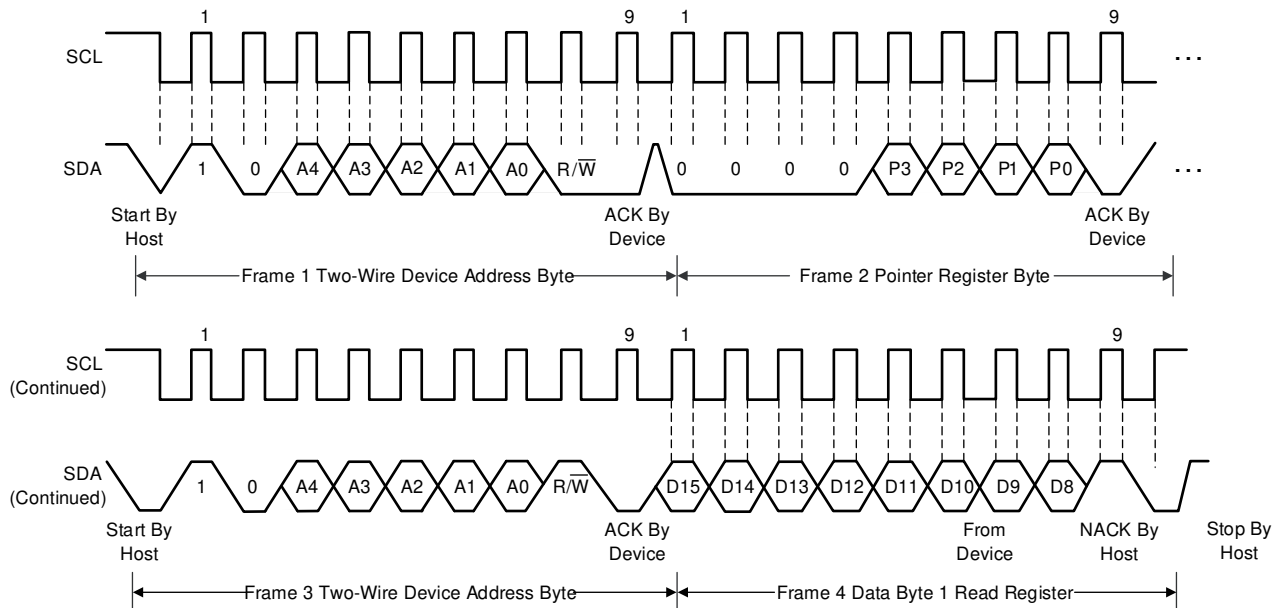 1 9 1 9
SCL ...
SDA 1 0 A4 A3 A2 A1 A0 R/W̅ 0 0 0 0 P3 P2 P1 P0 ...
Start By ACK By ACK By
Host Device Device
Frame 1 Two-Wire Device Address Byte Frame 2 Pointer Register Byte
1 9 1 9
SCL
(Continued)
SDA 1 0 A4 A3 A2 A1 A0 R/W̅ D15 D14 D13 D12 D11 D10 D9 D8
(Continued)
Start By ACK By From NACK By Stop By
Host Device Device Host Host
Frame 3 Two-Wire Device Address Byte Frame 4 Data Byte 1 Read Register